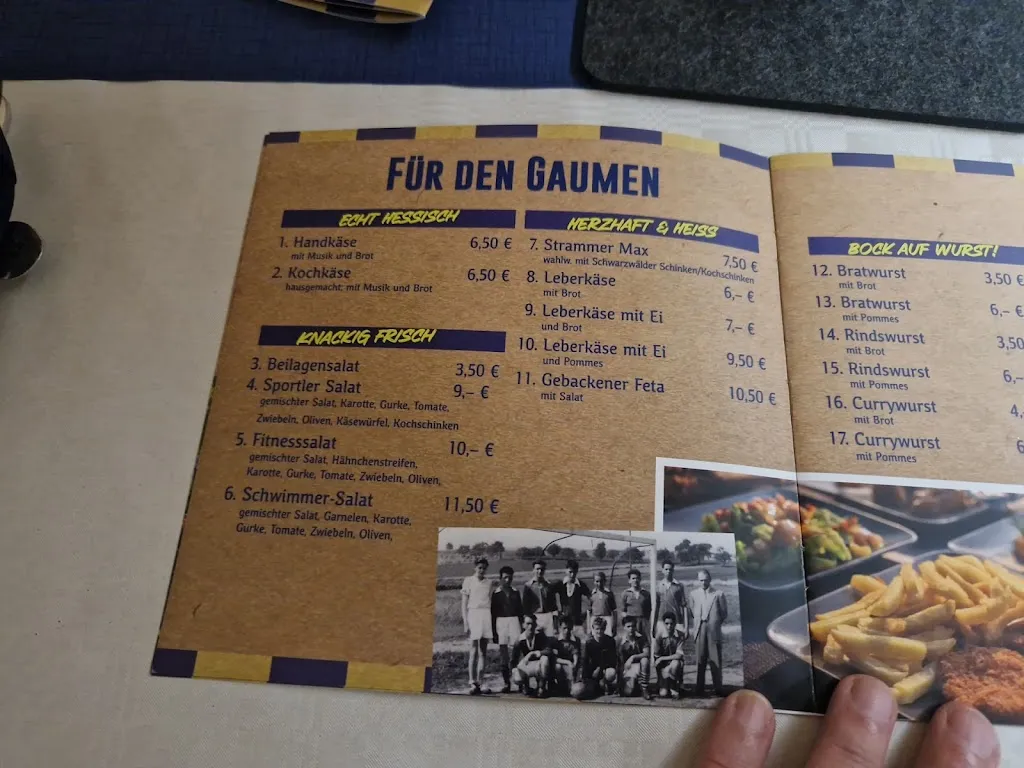 FÜR DEN GAUMEN
ECHT HESSISCH
1. Handkäse 6,50 €
mit Musik und Brot
2. Kochkäse 6,50 €
hausgemacht; mit Musik und Brot
KNACKIG FRISCH
3. Beilagensalat 3,50 €
4. Sportler Salat 9,– €
gemischter Salat, Karotte, Gurke, Tomate,
Zwiebeln, Oliven, Käsewürfel, Kochschinken
5. Fitnesssalat 10,– €
gemischter Salat, Hähnchenstreifen,
Karotte, Gurke, Tomate, Zwiebeln, Oliven,
6. Schwimmer-Salat 11,50 €
gemischter Salat, Garnelen, Karotte,
Gurke, Tomate, Zwiebeln, Oliven,
HERZHAFT & HEISS
7. Strammer Max 7,50 €
wahlw. mit Schwarzwälder Schinken/Kochschinken
8. Leberkäse 6,– €
mit Brot
9. Leberkäse mit Ei 7,– €
und Brot
10. Leberkäse mit Ei 9,50 €
und Pommes
11. Gebackener Feta 10,50 €
mit Salat
BOCK AUF WURST!
12. Bratwurst 3,50 €
mit Brot
13. Bratwurst 6,– €
mit Pommes
14. Rindswurst 3,50
mit Brot
15. Rindswurst 6,–
mit Pommes
16. Currywurst 4,
mit Brot
17. Currywurst
mit Pommes